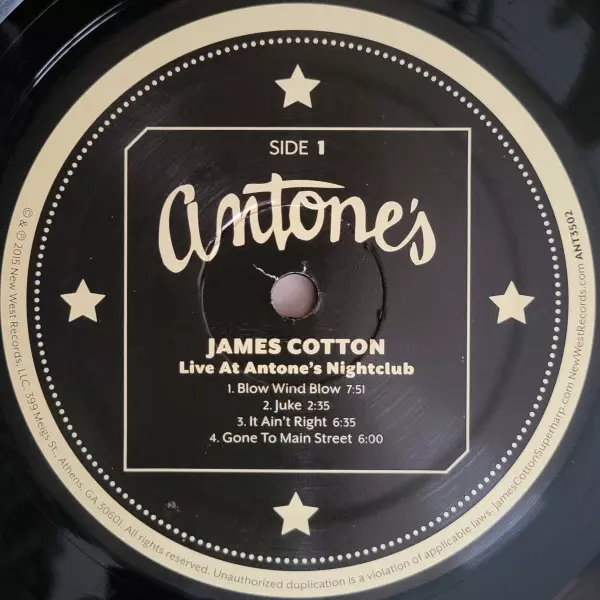 SIDE 1
antone's
JAMES COTTON
Live At Antone's Nightclub
1. Blow Wind Blow 7:51
2. Juke 2:35
3. It Ain't Right 6:35
4. Gone To Main Street 6:00
© & ℗ 2015 New West Records, LLC. 399 Meigs St., Athens, GA 30601. All rights reserved. Unauthorized duplication is a violation of applicable laws. JamesCottonSuperharp.com NewWestRecords.com ANT3502